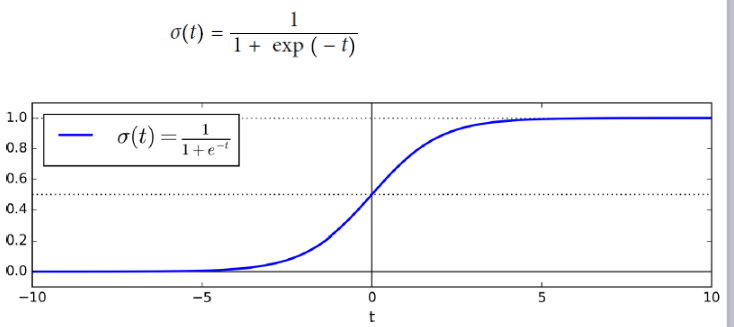 σ(t) = 1 / (1 + exp ( − t))
1.0
σ(t) = 1 / (1 + e^−t)
0.8
0.6
0.4
0.2
0.0
−10 −5 0 5 10
t